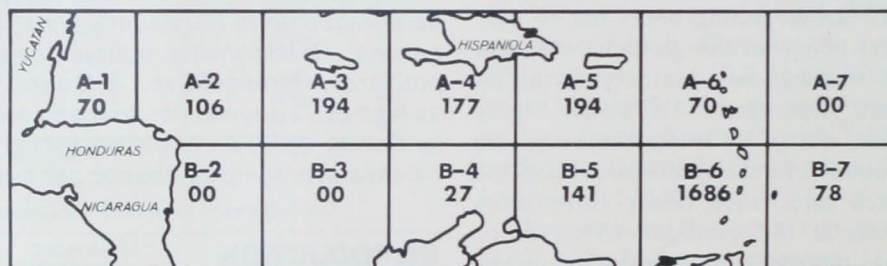 YUCATAN
HISPANIOLA
A-1 A-2 A-3 A-4 A-5 A-6 A-7
70 106 194 177 194 70 00
HONDURAS
B-2 B-3 B-4 B-5 B-6 B-7
00 00 27 141 1686 78
NICARAGUA